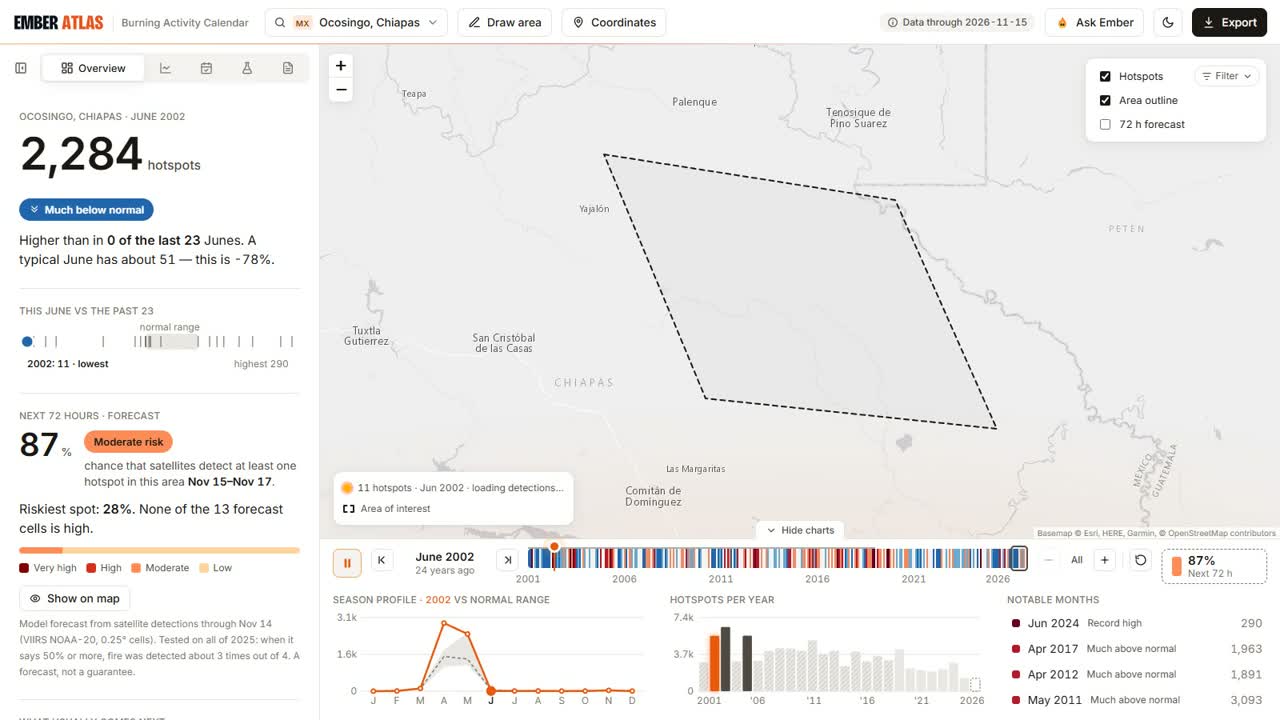 EMBER ATLAS
Burning Activity Calendar
MX Ocosingo, Chiapas
Draw area
Coordinates
Data through 2026-11-15
Ask Ember
Export
Overview
OCOSINGO, CHIAPAS · JUNE 2002
2,284 hotspots
Much below normal
Higher than in 0 of the last 23 Junes. A
typical June has about 51 — this is -78%.
THIS JUNE VS THE PAST 23
normal range
2002: 11 · lowest
highest 290
NEXT 72 HOURS · FORECAST
87 %
Moderate risk
chance that satellites detect at least one
hotspot in this area Nov 15–Nov 17.
Riskiest spot: 28%. None of the 13 forecast
cells is high.
Very high
High
Moderate
Low
Show on map
Model forecast from satellite detections through Nov 14
(VIIRS NOAA-20, 0.25° cells). Tested on all of 2025: when it
says 50% or more, fire was detected about 3 times out of 4. A
forecast, not a guarantee.
WHAT USUALLY COMES NEXT
+
−
Teapa
Palenque
Tenosique de
Pino Suarez
Yajalón
PETÉN
Tuxtla
Gutierrez
San Cristóbal
de las Casas
CHIAPAS
Las Margaritas
Comitán de
Domínguez
MÉXICO
GUATEMALA
Hotspots
Filter
Area outline
72 h forecast
11 hotspots · Jun 2002 · loading detections...
Area of interest
Hide charts
Basemap © Esri, HERE, Garmin, © OpenStreetMap contributors
June 2002
24 years ago
2001
2006
2011
2016
2021
2026
—
All
+
87%
Next 72 h
SEASON PROFILE · 2002 VS NORMAL RANGE
3.1k
1.6k
0
J F M A M J J A S O N D
HOTSPOTS PER YEAR
7.4k
3.7k
0
2001 '06 '11 '16 '21 2026
NOTABLE MONTHS
Jun 2024 Record high 290
Apr 2017 Much above normal 1,963
Apr 2012 Much above normal 1,891
May 2011 Much above normal 3,093